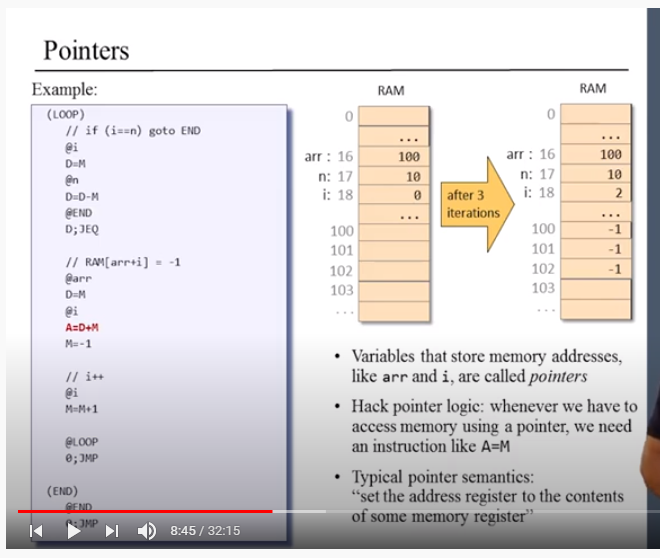 Pointers
Example:
(LOOP)
// if (i==n) goto END
@i
D=M
@n
D=D-M
@END
D;JEQ
// RAM[arr+i] = -1
@arr
D=M
@i
A=D+M
M=-1
// i++
@i
M=M+1
@LOOP
0;JMP
(END)
@END
0;JMP
RAM
0
...
arr : 16 100
n: 17 10
i: 18 0
...
100
101
102
103
...
after 3
iterations
RAM
0
...
arr : 16 100
n: 17 10
i: 18 2
...
100 -1
101 -1
102 -1
103
...
• Variables that store memory addresses,
like arr and i, are called pointers
• Hack pointer logic: whenever we have to
access memory using a pointer, we need
an instruction like A=M
• Typical pointer semantics:
“set the address register to the contents
of some memory register”
8:45 / 32:15